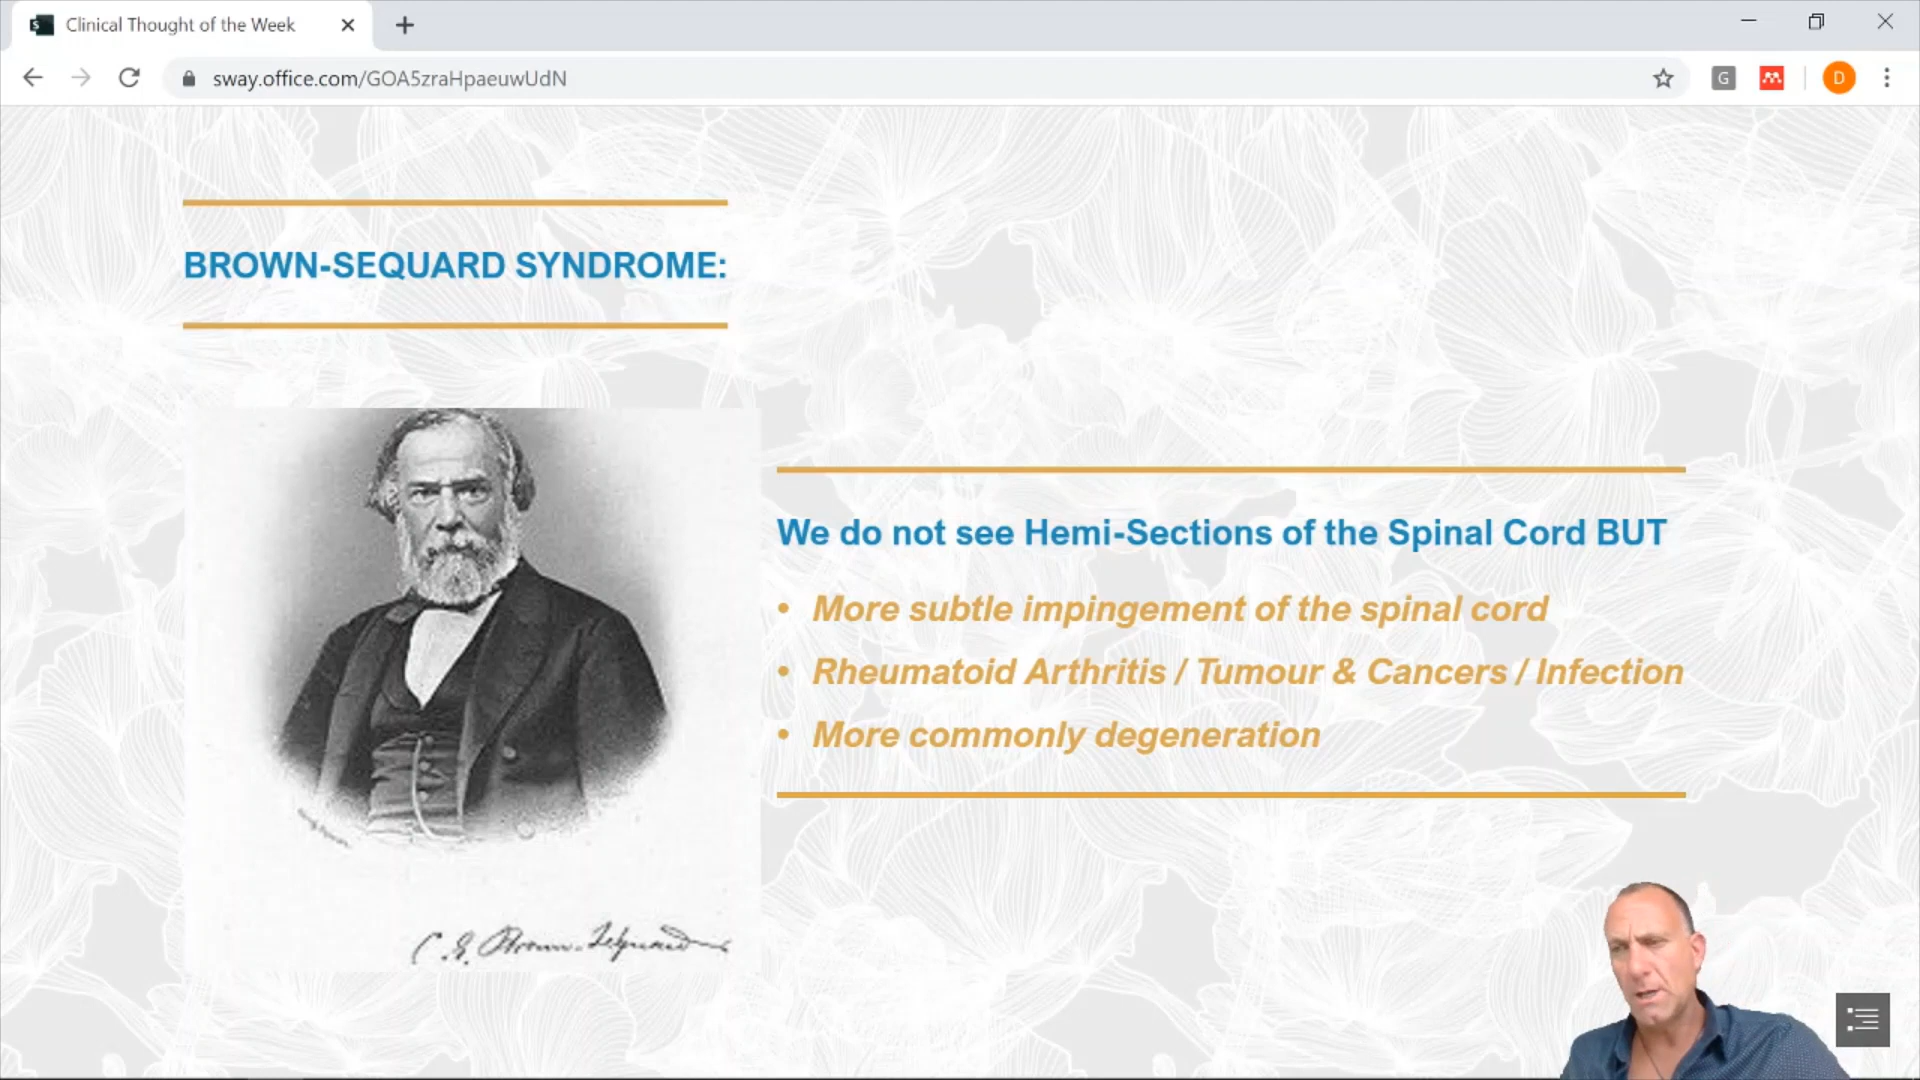 Clinical Thought of the Week
sway.office.com/GOA5zraHpaeuwUdN
G
D
BROWN-SEQUARD SYNDROME:
We do not see Hemi-Sections of the Spinal Cord BUT
• More subtle impingement of the spinal cord
• Rheumatoid Arthritis / Tumour & Cancers / Infection
• More commonly degeneration
C. E. Brown-Séquard